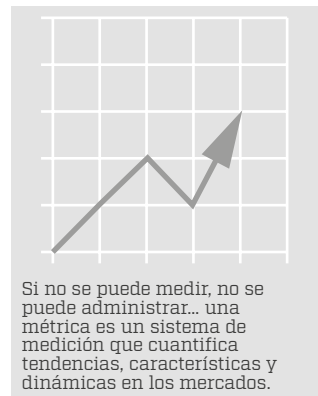 Si no se puede medir, no se
puede administrar... una
métrica es un sistema de
medición que cuantifica
tendencias, características y
dinámicas en los mercados.